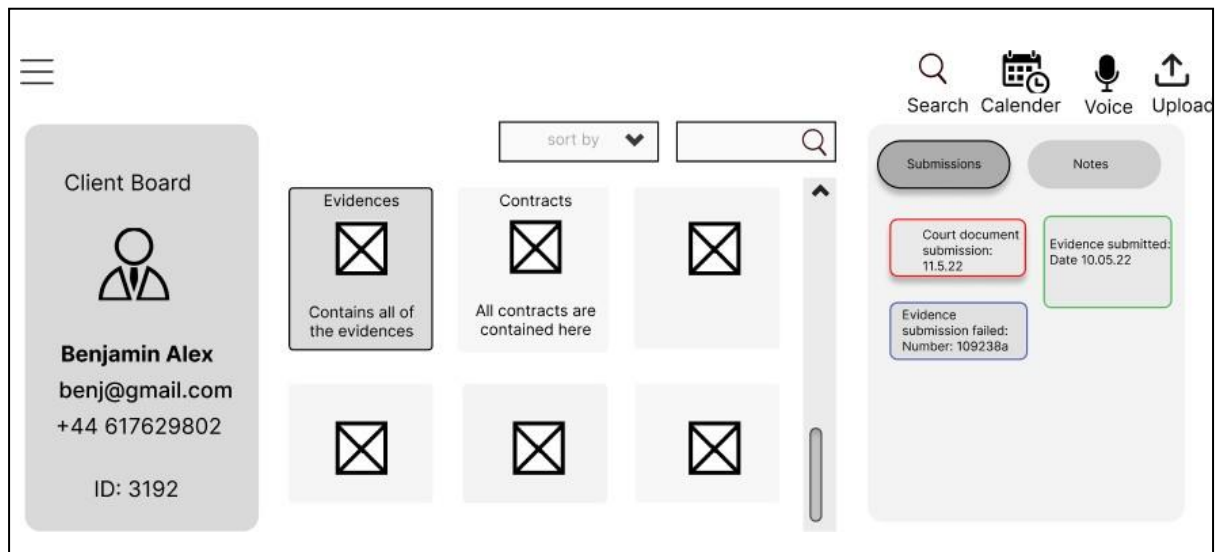 Search Calender Voice Upload
sort by
Client Board
Benjamin Alex
benj@gmail.com
+44 617629802
ID: 3192
Evidences
Contains all of
the evidences
Contracts
All contracts are
contained here
Submissions
Notes
Court document
submission:
11.5.22
Evidence submitted:
Date 10.05.22
Evidence
submission failed:
Number: 109238a